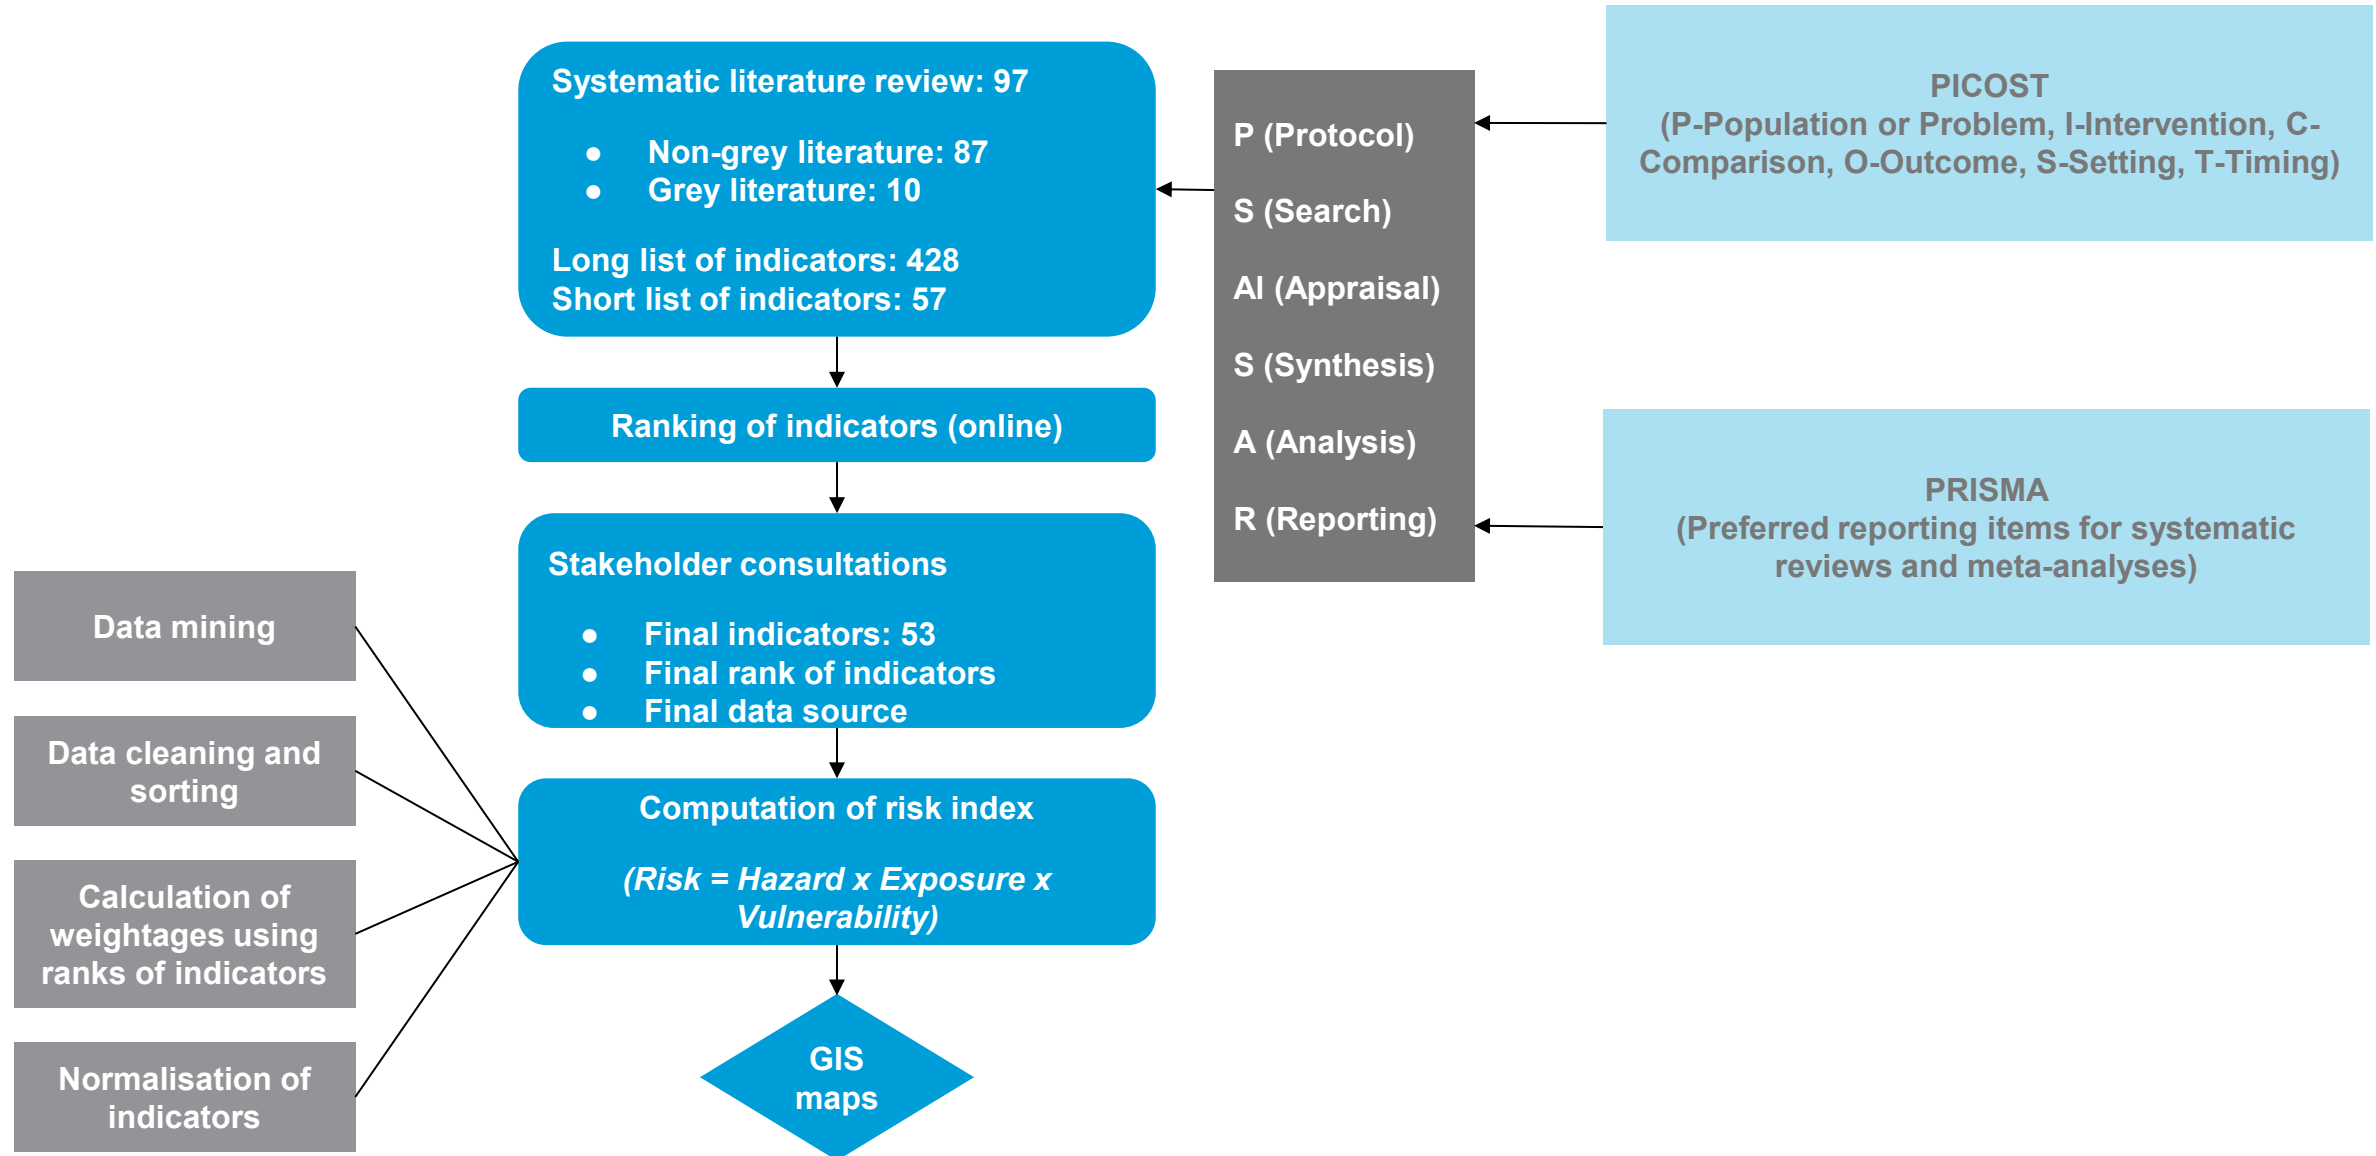 Systematic literature review: 97
● Non-grey literature: 87
● Grey literature: 10
Long list of indicators: 428
Short list of indicators: 57
Ranking of indicators (online)
Stakeholder consultations
● Final indicators: 53
● Final rank of indicators
● Final data source
Computation of risk index
(Risk = Hazard x Exposure x
Vulnerability)
GIS
maps
P (Protocol)
S (Search)
AI (Appraisal)
S (Synthesis)
A (Analysis)
R (Reporting)
PICOST
(P-Population or Problem, I-Intervention, C-
Comparison, O-Outcome, S-Setting, T-Timing)
PRISMA
(Preferred reporting items for systematic
reviews and meta-analyses)
Data mining
Data cleaning and
sorting
Calculation of
weightages using
ranks of indicators
Normalisation of
indicators